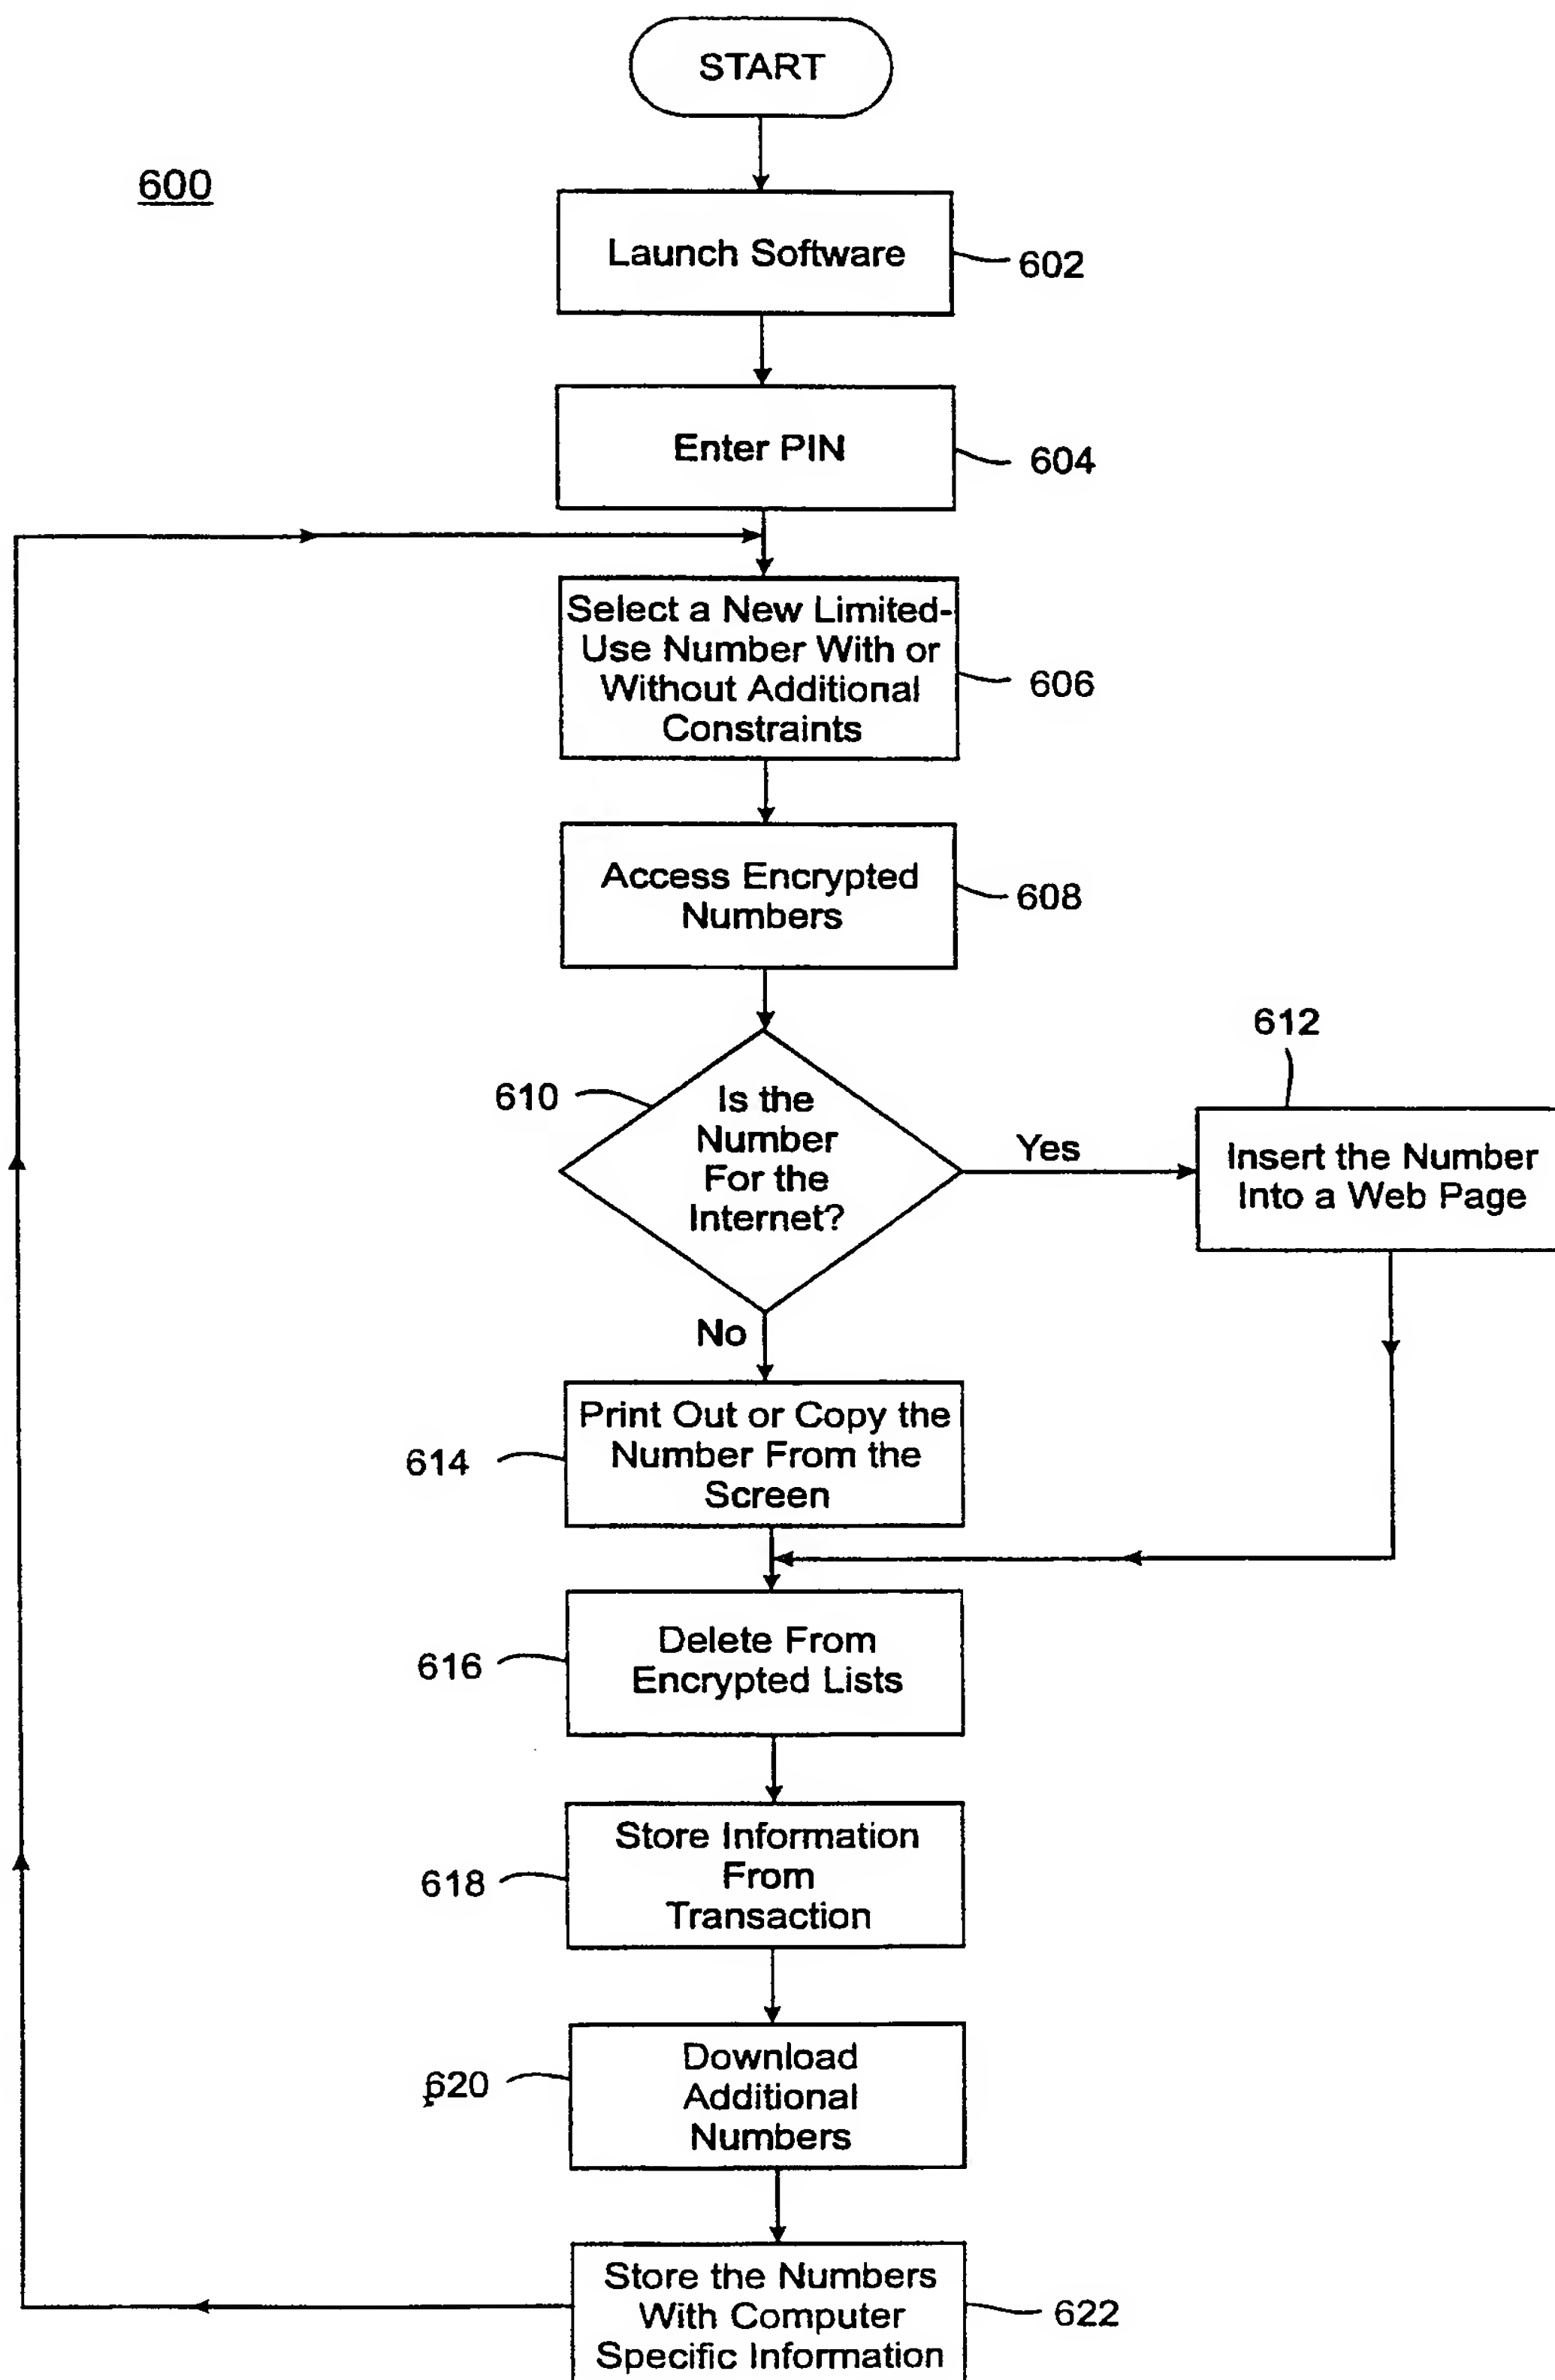 START
600
Launch Software
602
Enter PIN
604
Select a New Limited-
Use Number With or
Without Additional
Constraints
606
Access Encrypted
Numbers
608
612
610
Is the
Number
For the
Internet?
Yes
Insert the Number
Into a Web Page
No
Print Out or Copy the
Number From the
Screen
614
Delete From
Encrypted Lists
616
Store Information
From
Transaction
618
Download
Additional
Numbers
620
Store the Numbers
With Computer
Specific Information
622